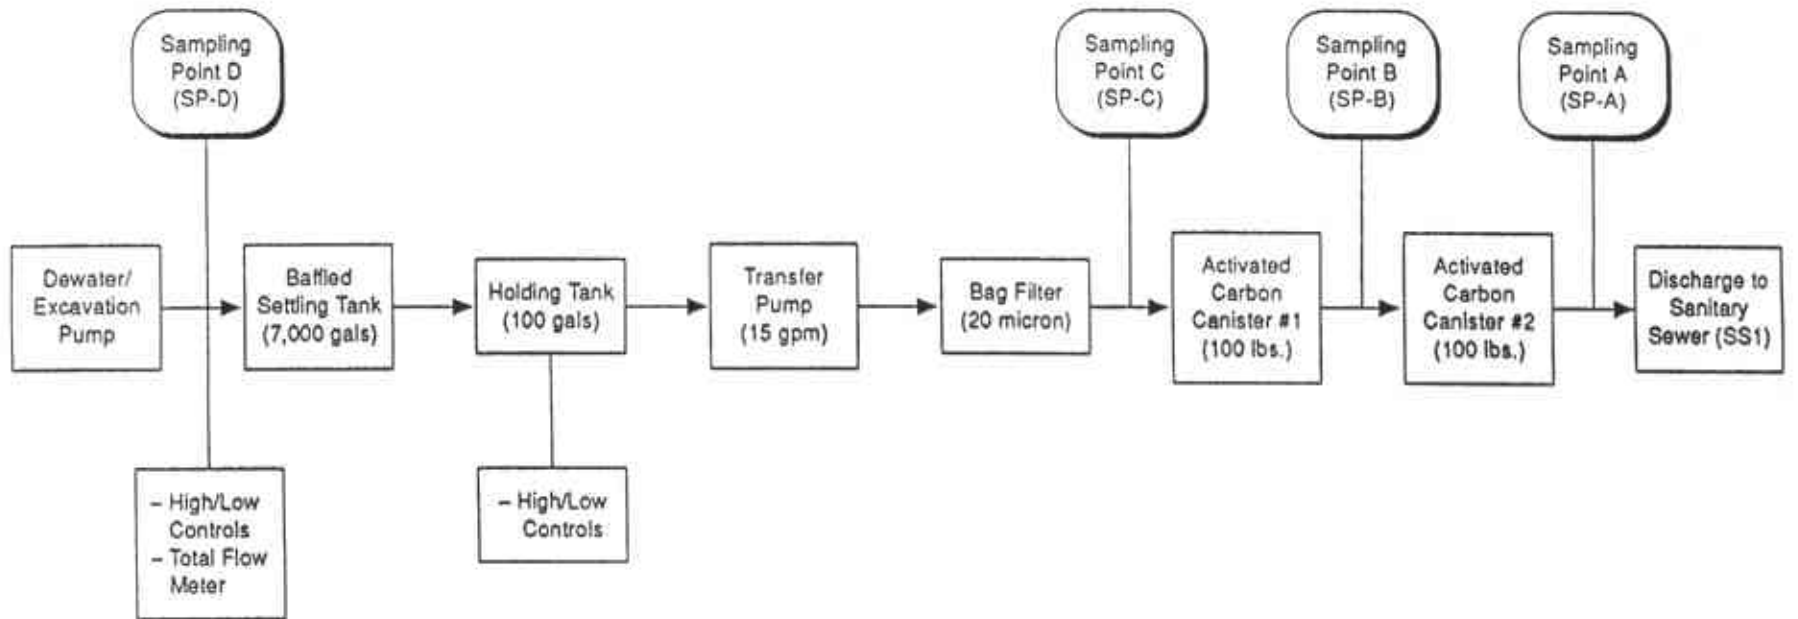 Sampling
Point D
(SP-D)
Sampling
Point C
(SP-C)
Sampling
Point B
(SP-B)
Sampling
Point A
(SP-A)
Dewater/
Excavation
Pump
Baffled
Settling Tank
(7,000 gals)
Holding Tank
(100 gals)
Transfer
Pump
(15 gpm)
Bag Filter
(20 micron)
Activated
Carbon
Canister #1
(100 lbs.)
Activated
Carbon
Canister #2
(100 lbs.)
Discharge to
Sanitary
Sewer (SS1)
– High/Low
Controls
– Total Flow
Meter
– High/Low
Controls